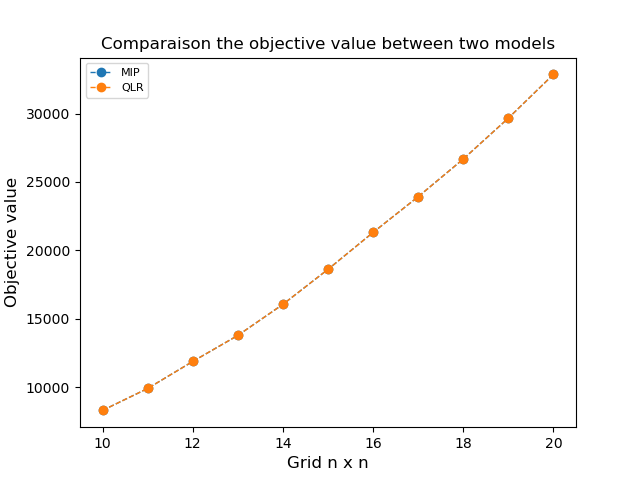 Comparaison the objective value between two models
MIP
QLR
Objective value
30000
25000
20000
15000
10000
10 12 14 16 18 20
Grid n x n